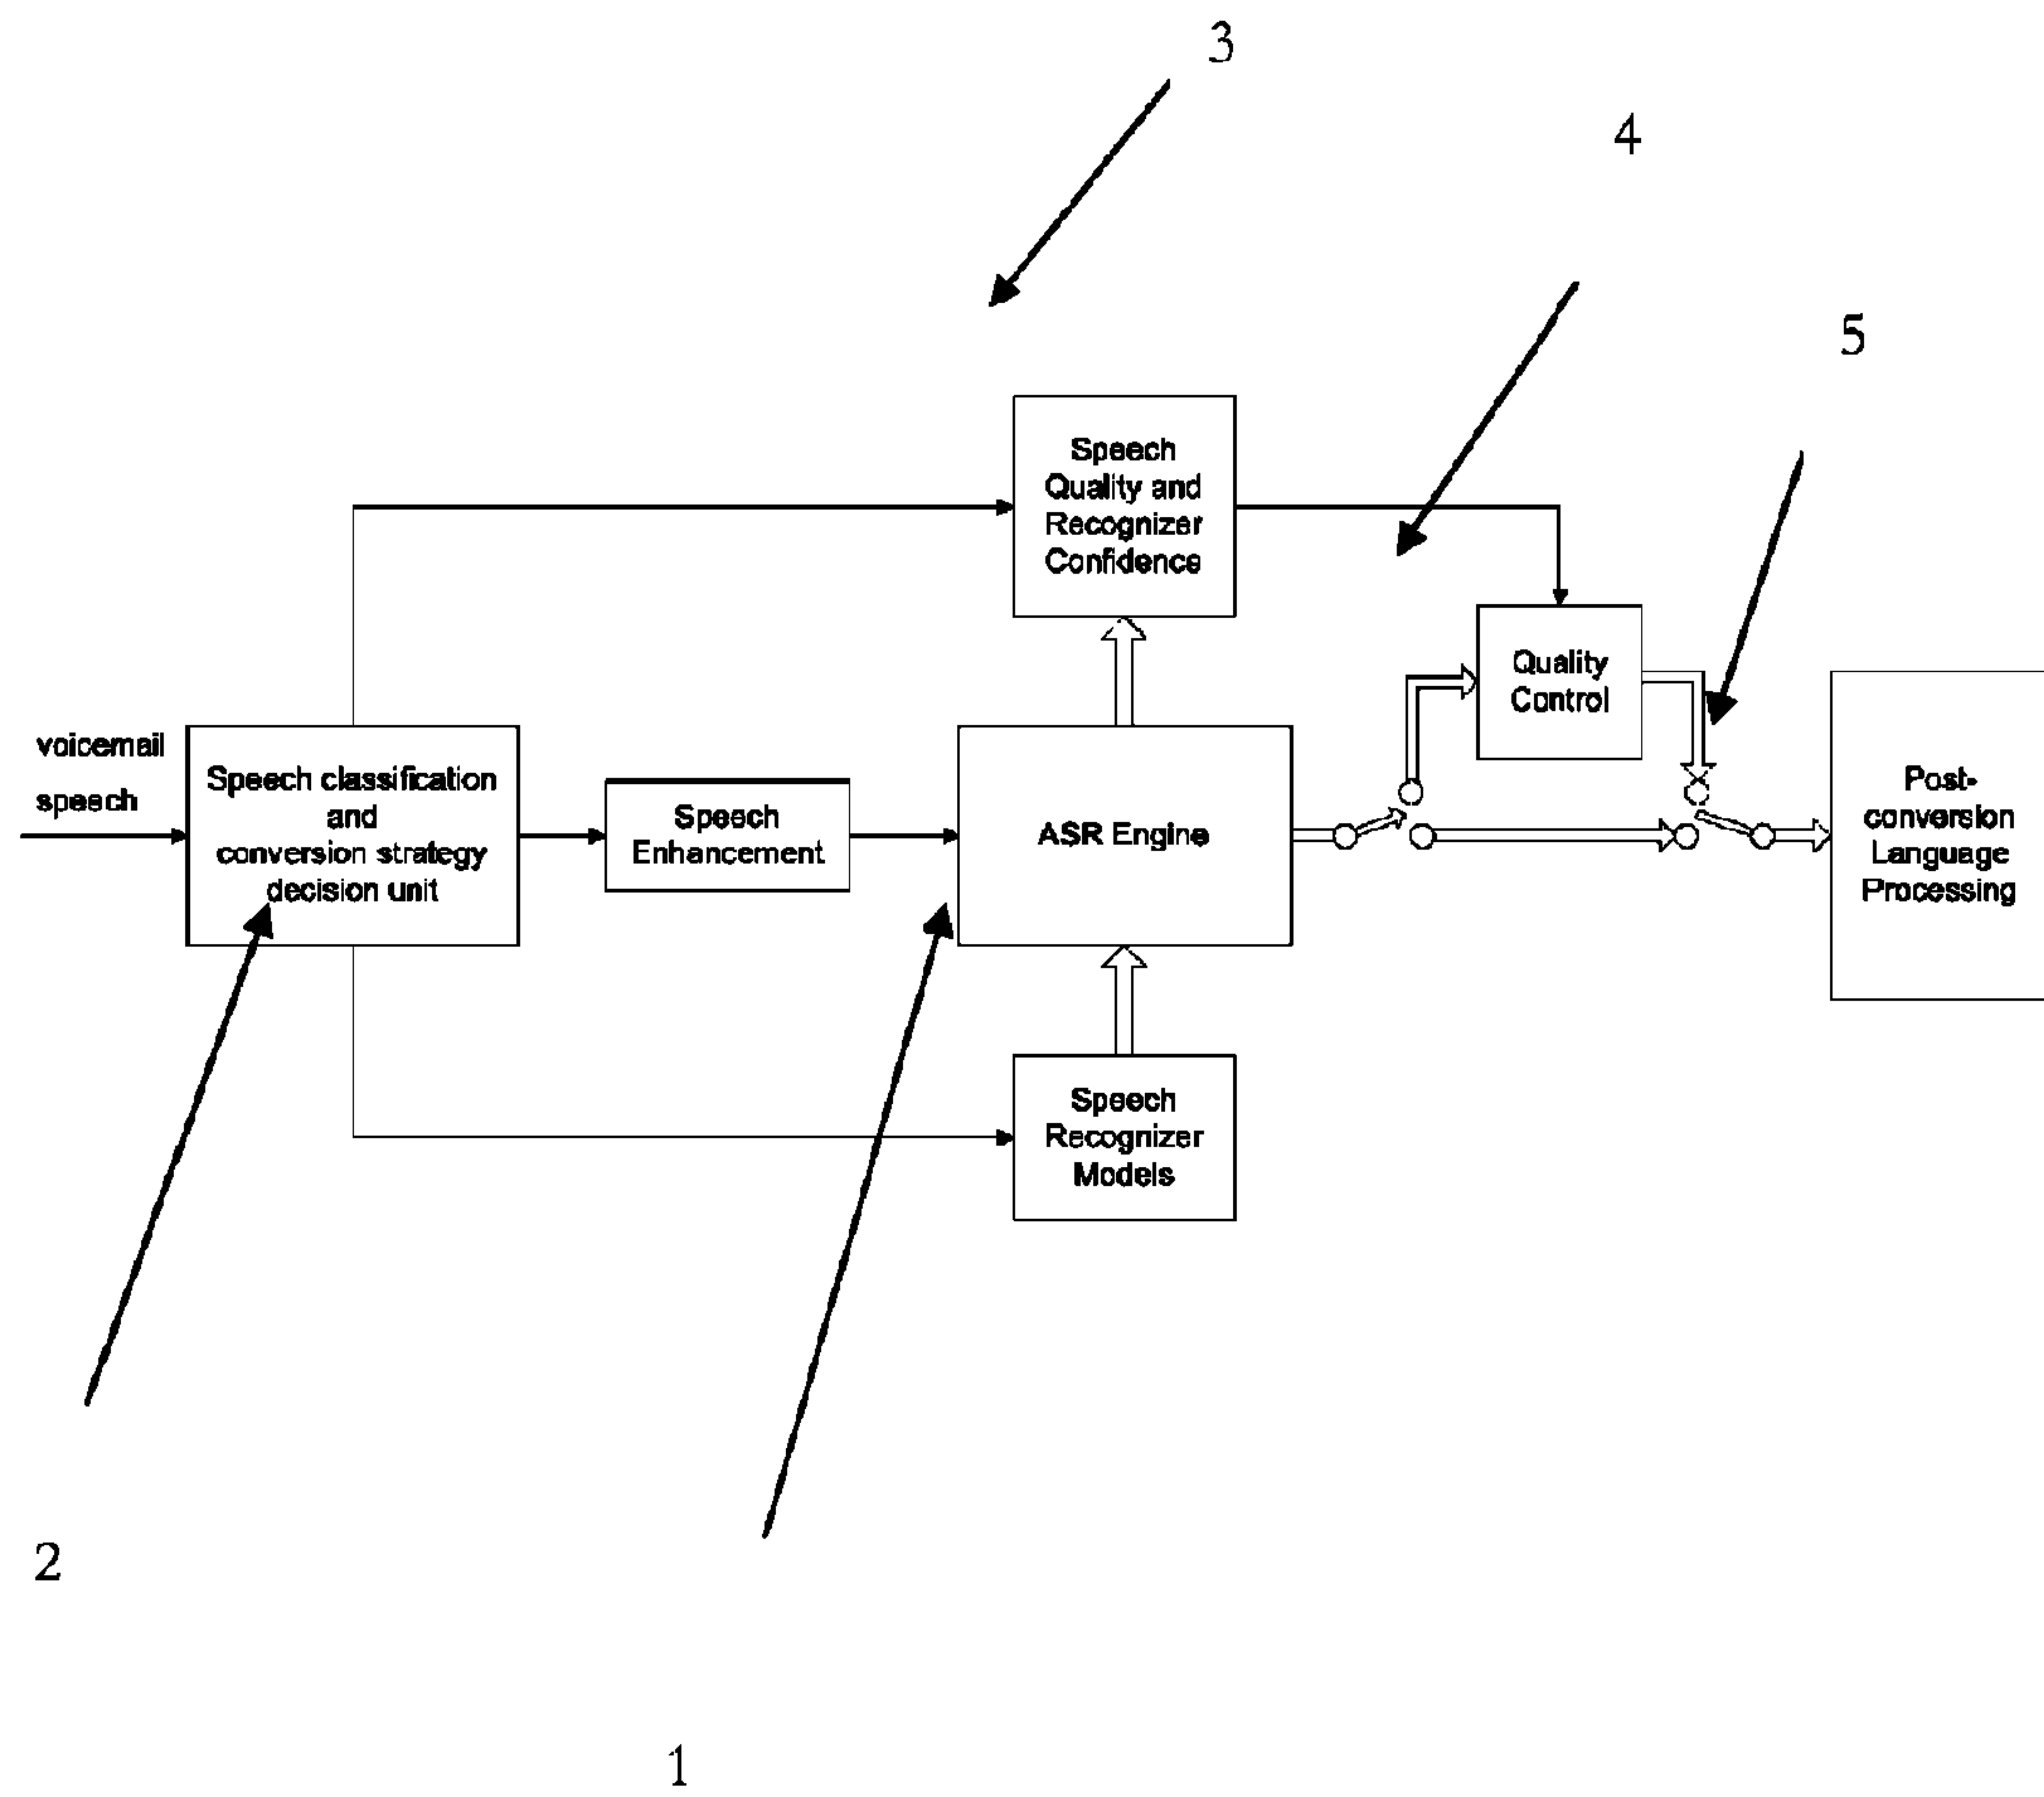 3
4
5
Speech
Quality and
Recognizer
Confidence
Quality
Control
voicemail
speech
Speech classification
and
conversion strategy
decision unit
Speech
Enhancement
ASR Engine
Post-
conversion
Language
Processing
Speech
Recognizer
Models
2
1